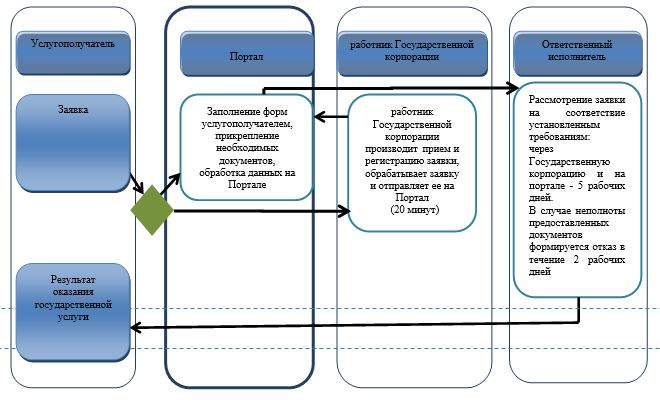 Услугополучатель
Портал
работник Государственной
корпорации
Ответственный
исполнитель
Заявка
Заполнение форм
услугополучателем,
прикрепление
необходимых
документов,
обработка данных на
Портале
работник
Государственной
корпорации
производит прием и
регистрацию заявки,
обрабатывает заявку
и отправляет ее на
Портал
(20 минут)
Рассмотрение заявки
на соответствие
установленным
требованиям:
через
Государственную
корпорацию и на
портале - 5 рабочих
дней.
В случае неполноты
предоставленных
документов
формируется отказ в
течение 2 рабочих
дней
Результат
оказания
государственной
услуги